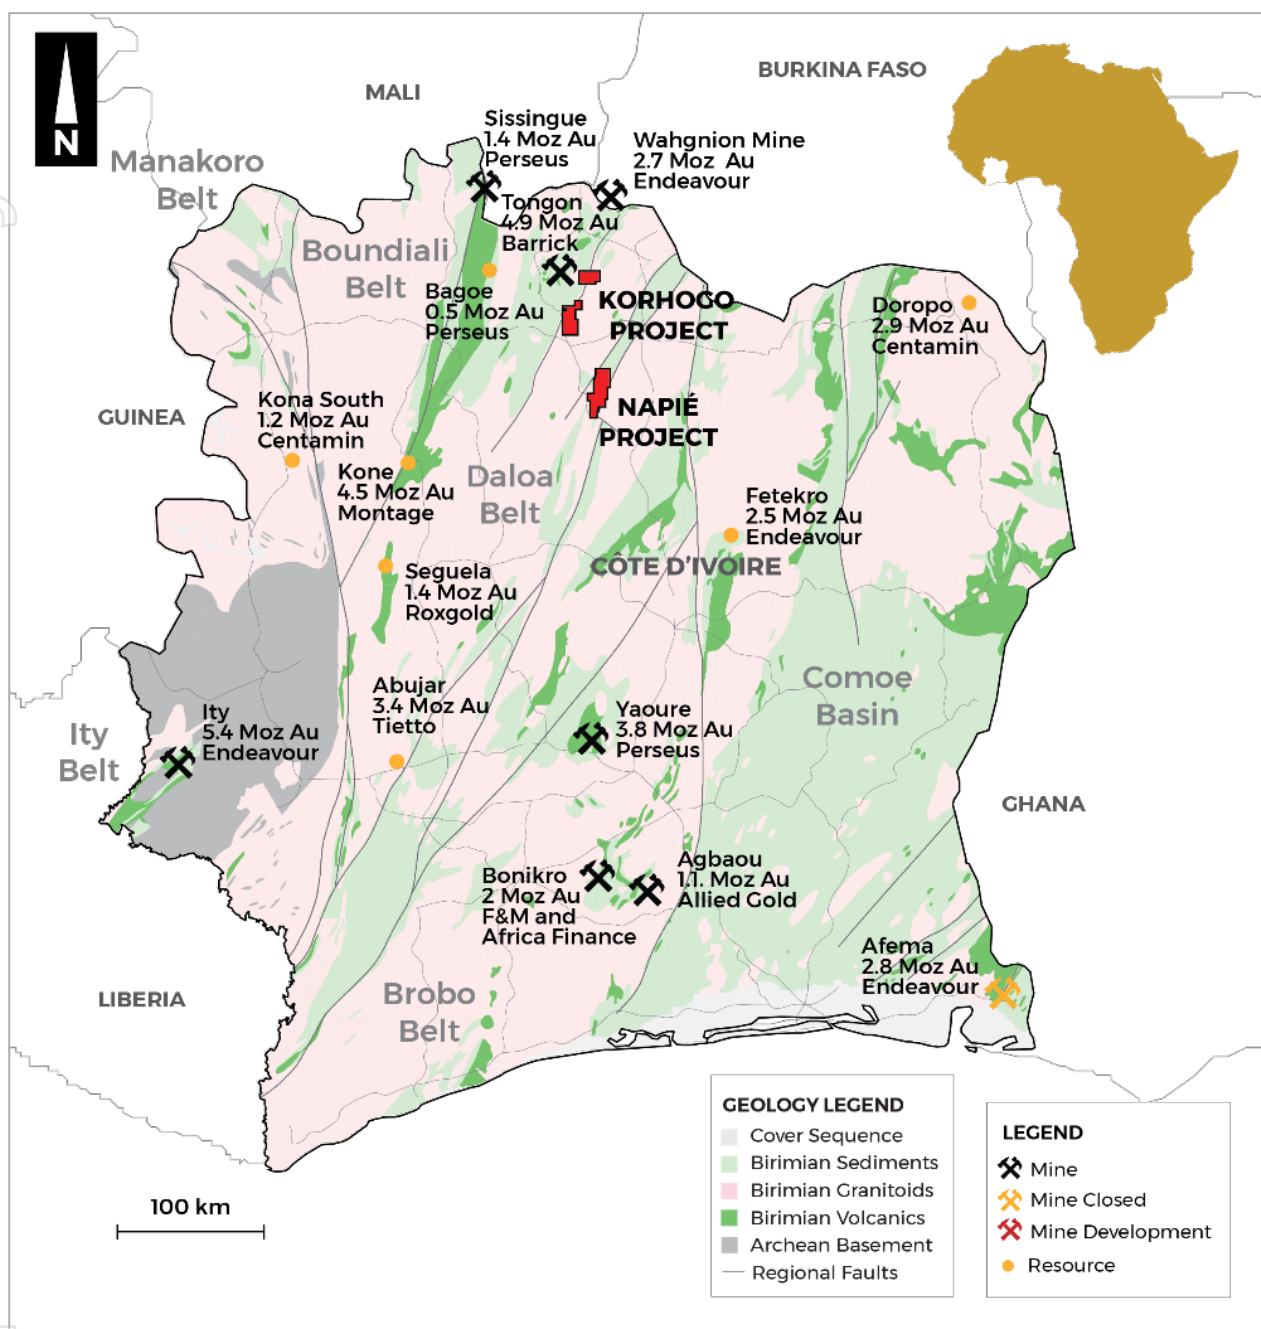 N
MALI
BURKINA FASO
Manakoro
Belt
Sissingue
1.4 Moz Au
Perseus
Wahgnion Mine
2.7 Moz Au
Endeavour
Tongon
4.9 Moz Au
Barrick
Boundiali
Belt
Bagoe
0.5 Moz Au
Perseus
KORHOGO
PROJECT
Doropo
2.9 Moz Au
Centamin
GUINEA
Kona South
1.2 Moz Au
Centamin
NAPIÉ
PROJECT
Kone
4.5 Moz Au
Montage
Daloa
Belt
Fetekro
2.5 Moz Au
Endeavour
CÔTE D'IVOIRE
Seguela
1.4 Moz Au
Roxgold
Comoe
Basin
Abujar
3.4 Moz Au
Tietto
Ity
5.4 Moz Au
Endeavour
Ity
Belt
Yaoure
3.8 Moz Au
Perseus
GHANA
Bonikro
2 Moz Au
F&M and
Africa Finance
Agbaou
1.1. Moz Au
Allied Gold
Afema
2.8 Moz Au
Endeavour
LIBERIA
Brobo
Belt
100 km
GEOLOGY LEGEND
Cover Sequence
Birimian Sediments
Birimian Granitoids
Birimian Volcanics
Archean Basement
Regional Faults
LEGEND
Mine
Mine Closed
Mine Development
Resource